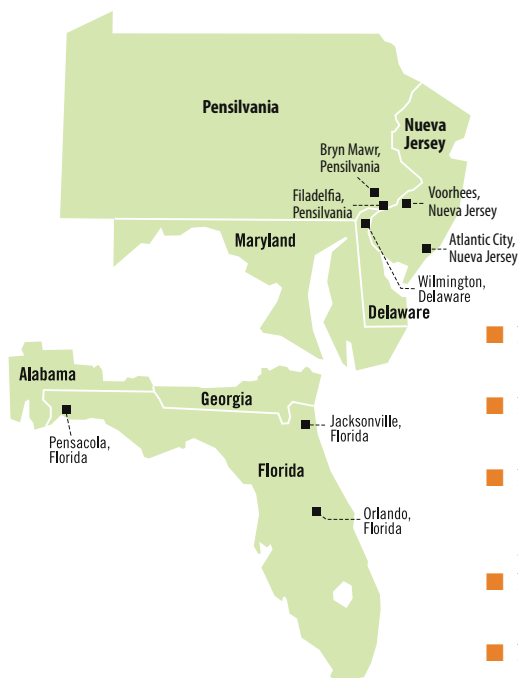 Pensilvania
Nueva
Jersey
Bryn Mawr,
Pensilvania
Filadelfia,
Pensilvania
Voorhees,
Nueva Jersey
Maryland
Atlantic City,
Nueva Jersey
Wilmington,
Delaware
Delaware
Alabama
Georgia
Pensacola,
Florida
Jacksonville,
Florida
Florida
Orlando,
Florida